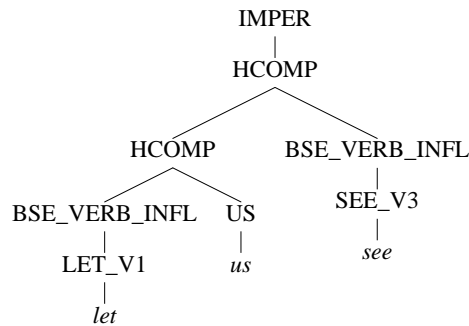 IMPER
HCOMP
HCOMP BSE_VERB_INFL
BSE_VERB_INFL US SEE_V3
LET_V1 us see
let